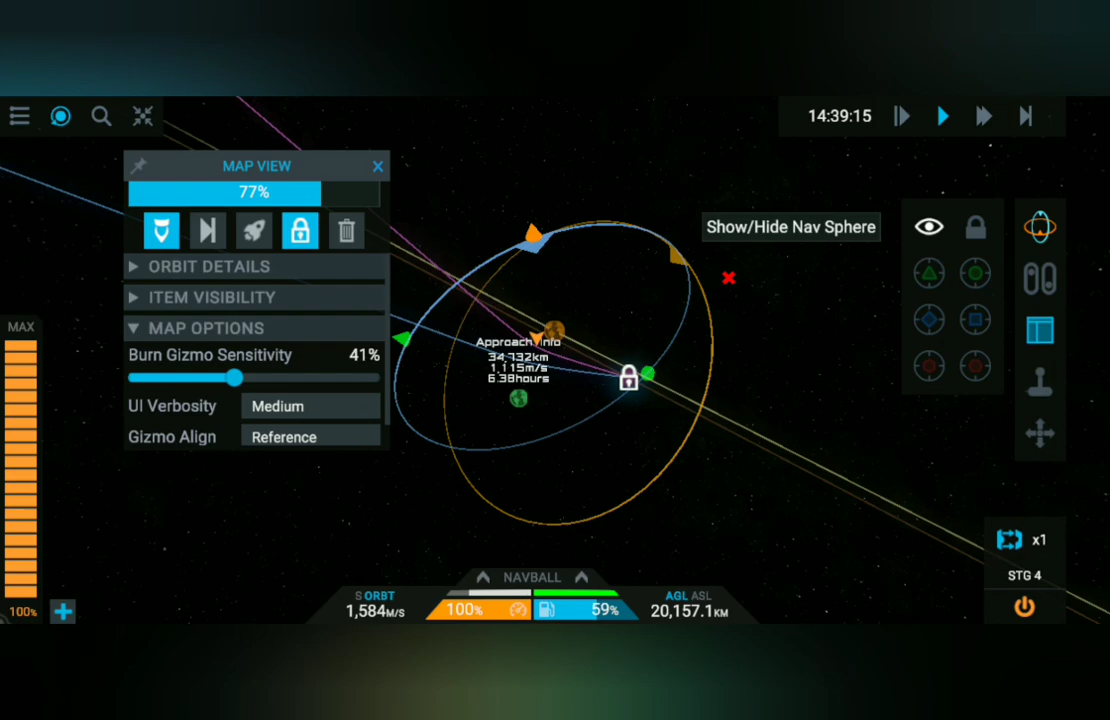 14:39:15
MAP VIEW
77%
Show/Hide Nav Sphere
ORBIT DETAILS
ITEM VISIBILITY
MAP OPTIONS
MAX
Burn Gizmo Sensitivity 41%
Approach Info
34,732km
1,115m/s
6.38hours
UI Verbosity Medium
Gizmo Align Reference
x1
NAVBALL
STG 4
S ORBT
1,584M/S
100%
59%
AGL ASL
20,157.1KM
100%